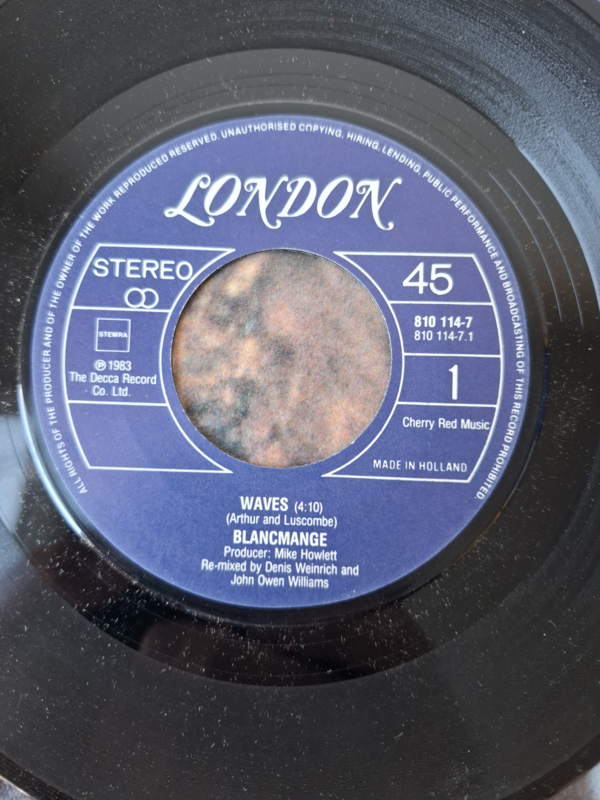 ALL RIGHTS OF THE PRODUCER AND OF THE OWNER OF THE WORK REPRODUCED RESERVED. UNAUTHORISED COPYING, HIRING, LENDING, PUBLIC PERFORMANCE AND BROADCASTING OF THIS RECORD PROHIBITED.
LONDON
STEREO
STEMRA
℗ 1983
The Decca Record
Co. Ltd.
45
810 114-7
810 114-7.1
1
Cherry Red Music
MADE IN HOLLAND
WAVES (4:10)
(Arthur and Luscombe)
BLANCMANGE
Producer: Mike Howlett
Re-mixed by Denis Weinrich and
John Owen Williams